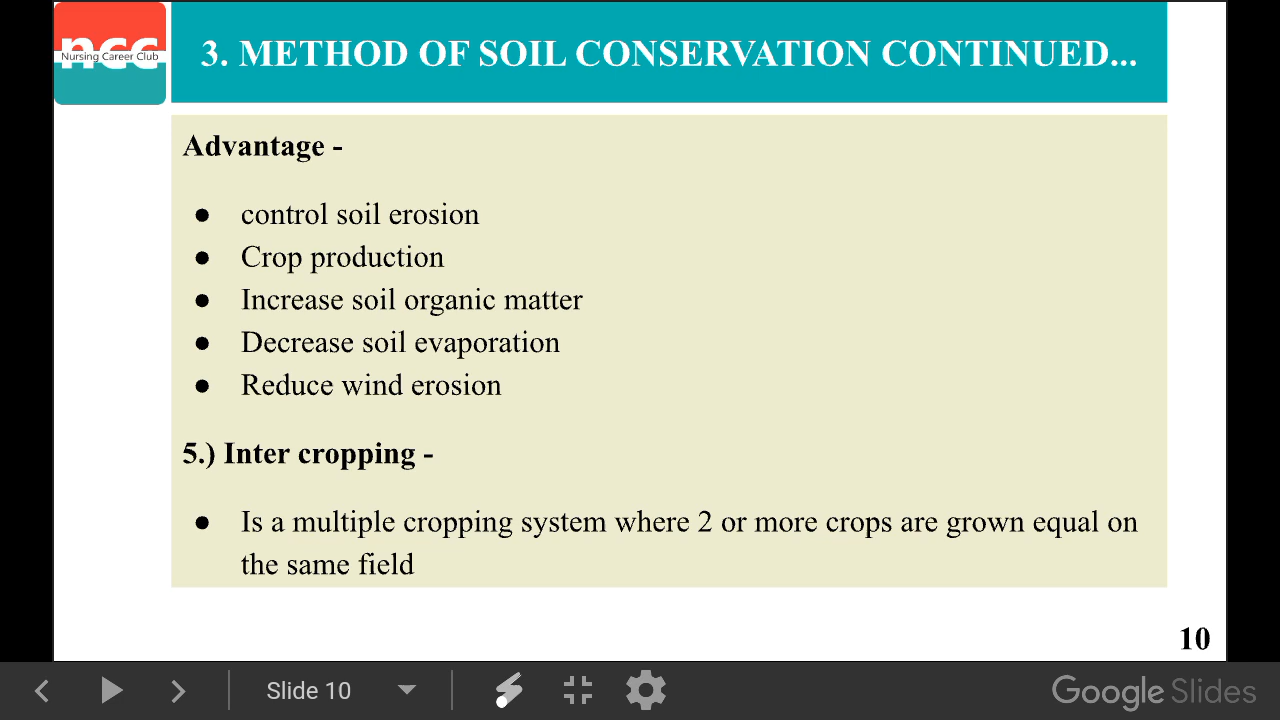 ncc
Nursing Career Club
3. METHOD OF SOIL CONSERVATION CONTINUED...
Advantage -
● control soil erosion
● Crop production
● Increase soil organic matter
● Decrease soil evaporation
● Reduce wind erosion
5.) Inter cropping -
● Is a multiple cropping system where 2 or more crops are grown equal on
the same field
10
Slide 10
Google Slides